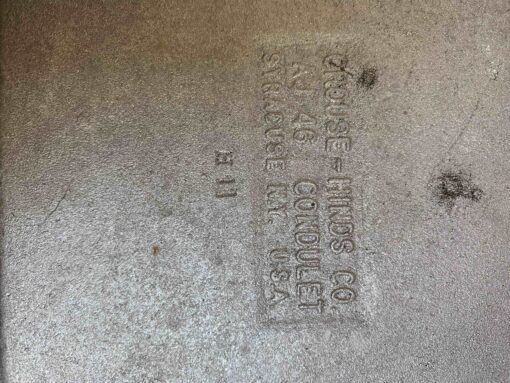 CROUSE-HINDS CO.
AJ 46 CONDULET
SYRACUSE N.Y. USA
H 11